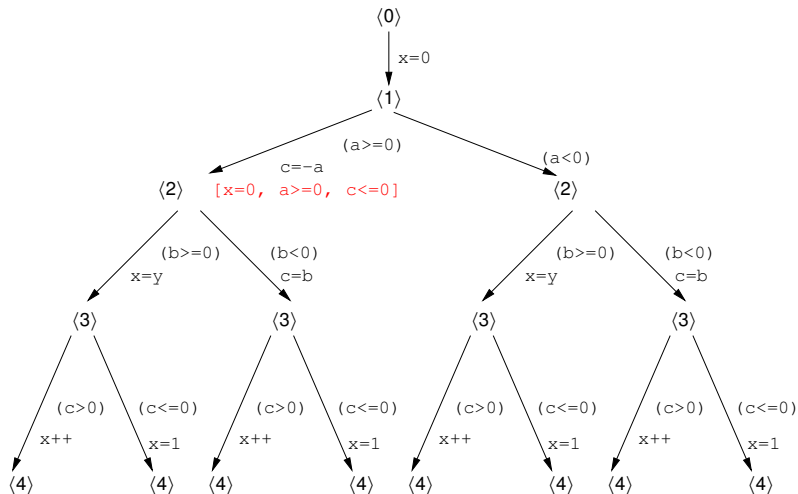 ⟨0⟩
x=0
⟨1⟩
(a>=0)
c=-a
(a<0)
⟨2⟩ [x=0, a>=0, c<=0] ⟨2⟩
(b>=0) (b<0) (b>=0) (b<0)
x=y c=b x=y c=b
⟨3⟩ ⟨3⟩ ⟨3⟩ ⟨3⟩
(c>0) (c<=0) (c>0) (c<=0) (c>0) (c<=0) (c>0) (c<=0)
x++ x=1 x++ x=1 x++ x=1 x++ x=1
⟨4⟩ ⟨4⟩ ⟨4⟩ ⟨4⟩ ⟨4⟩ ⟨4⟩ ⟨4⟩ ⟨4⟩